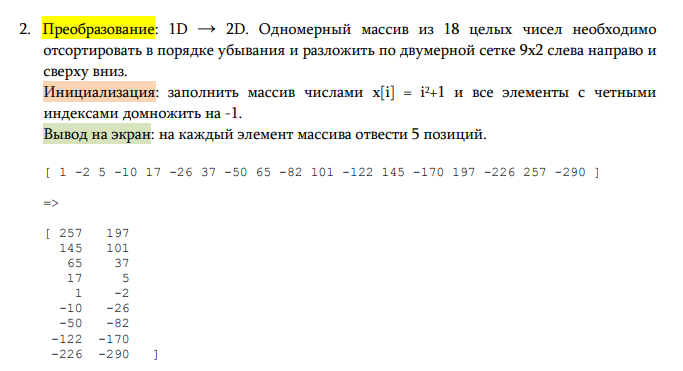 2. Преобразование: 1D → 2D. Одномерный массив из 18 целых чисел необходимо
отсортировать в порядке убывания и разложить по двумерной сетке 9x2 слева направо и
сверху вниз.
Инициализация: заполнить массив числами x[i] = i²+1 и все элементы с четными
индексами домножить на -1.
Вывод на экран: на каждый элемент массива отвести 5 позиций.
[ 1 -2 5 -10 17 -26 37 -50 65 -82 101 -122 145 -170 197 -226 257 -290 ]
=>
[ 257 197
145 101
65 37
17 5
1 -2
-10 -26
-50 -82
-122 -170
-226 -290 ]